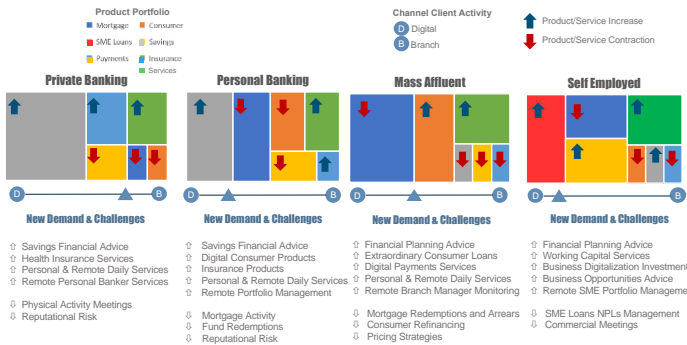 Product Portfolio
Mortgage
Consumer
SME Loans
Savings
Payments
Insurance
Services
Channel Client Activity
D Digital
B Branch
Product/Service Increase
Product/Service Contraction
Private Banking
Personal Banking
Mass Affluent
Self Employed
D B
D B
D B
D B
New Demand & Challenges
⇧ Savings Financial Advice
⇧ Health Insurance Services
⇧ Personal & Remote Daily Services
⇧ Remote Personal Banker Services
⇩ Physical Activity Meetings
⇩ Reputational Risk
New Demand & Challenges
⇧ Savings Financial Advice
⇧ Digital Consumer Products
⇧ Insurance Products
⇧ Personal & Remote Daily Services
⇧ Remote Portfolio Management
⇩ Mortgage Activity
⇩ Fund Redemptions
⇩ Reputational Risk
New Demand & Challenges
⇧ Financial Planning Advice
⇧ Extraordinary Consumer Loans
⇧ Digital Payments Services
⇧ Personal & Remote Daily Services
⇧ Remote Branch Manager Monitoring
⇩ Mortgage Redemptions and Arrears
⇩ Consumer Refinancing
⇩ Pricing Strategies
New Demand & Challenges
⇧ Financial Planning Advice
⇧ Working Capital Services
⇧ Business Digitalization Investment
⇧ Business Opportunities Advice
⇧ Remote SME Portfolio Manageme
⇩ SME Loans NPLs Management
⇩ Commercial Meetings